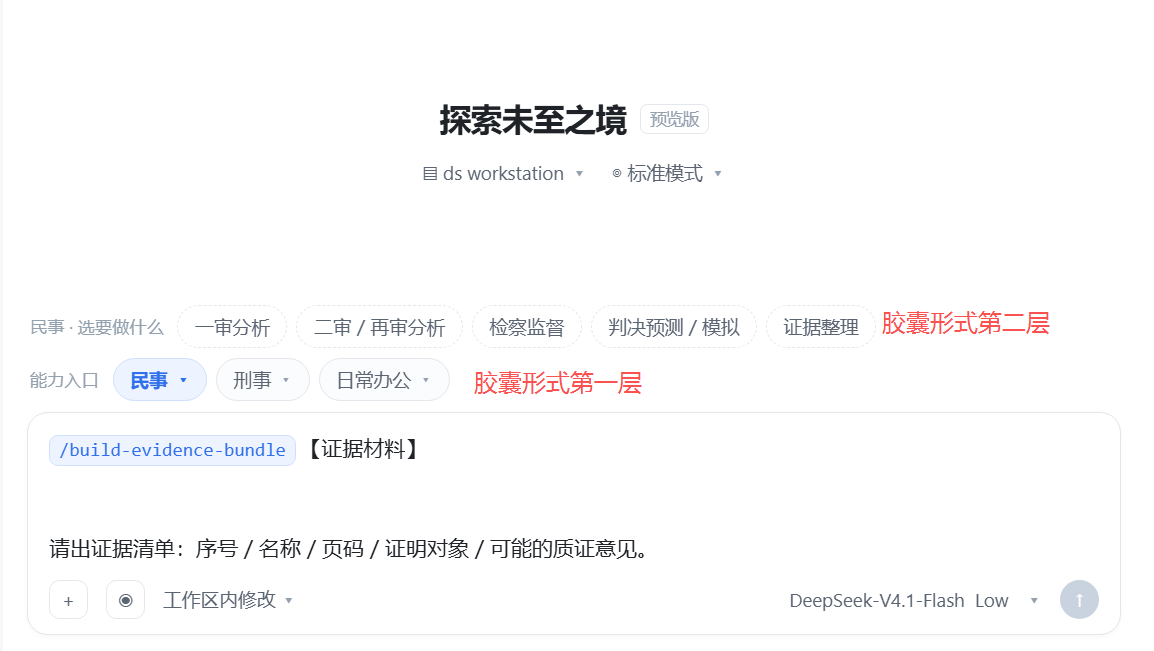 探索未至之境 预览版
ds workstation 标准模式
民事 · 选要做什么 一审分析 二审 / 再审分析 检察监督 判决预测 / 模拟 证据整理 胶囊形式第二层
能力入口 民事 刑事 日常办公 胶囊形式第一层
/build-evidence-bundle 【证据材料】
请出证据清单：序号 / 名称 / 页码 / 证明对象 / 可能的质证意见。
+ 工作区内修改 DeepSeek-V4.1-Flash Low ↑